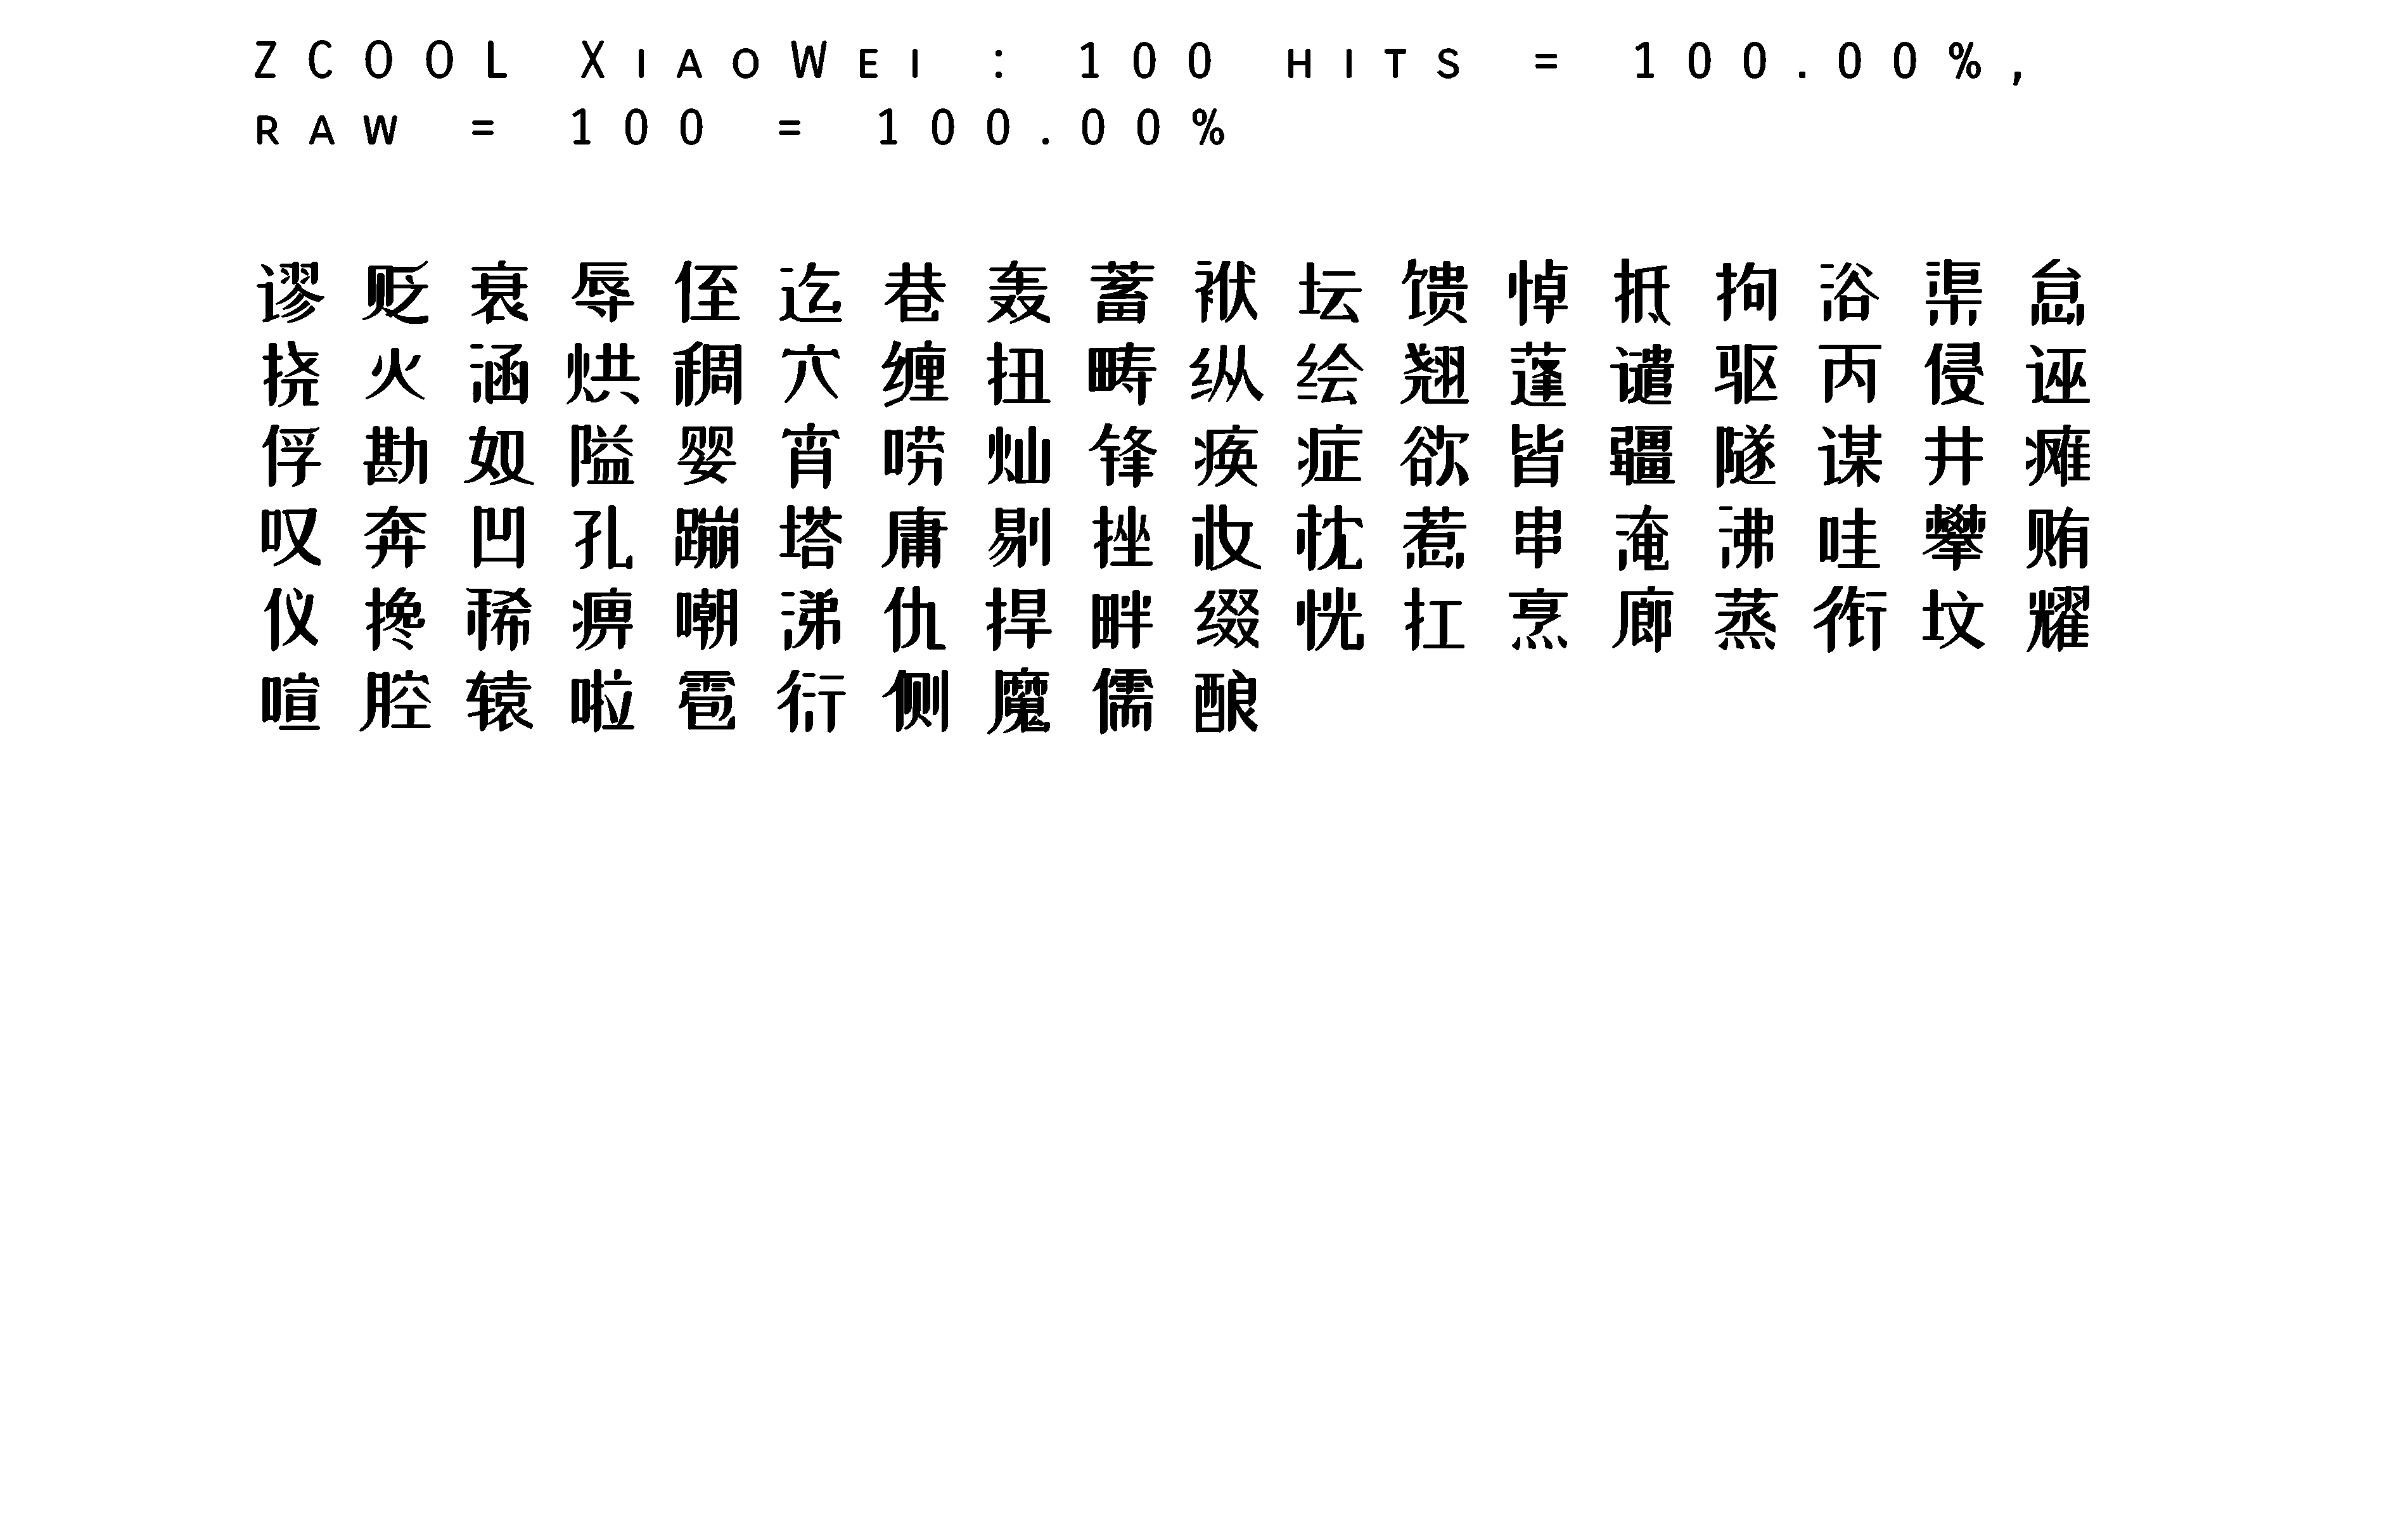 ZCOOL XiaoWei : 100 hits = 100.00%,
raw = 100 = 100.00%
谬 贬 衰 辱 侄 迄 巷 轰 蓄 袱 坛 馈 悼 抵 拘 浴 渠 怠
挠 火 涵 烘 稠 穴 缠 扭 畴 纵 绘 翘 蓬 谴 驱 丙 侵 诬
俘 勘 奴 隘 婴 宵 唠 灿 锋 痪 症 欲 皆 疆 隧 谋 井 瘫
叹 奔 凹 孔 蹦 塔 庸 剔 挫 妆 忱 惹 串 淹 沸 哇 攀 贿
仪 搀 稀 痹 嘲 涕 仇 捍 畔 缀 恍 扛 烹 廊 蒸 衔 坟 耀
喧 腔 辕 啦 雹 衍 侧 魔 儒 酿